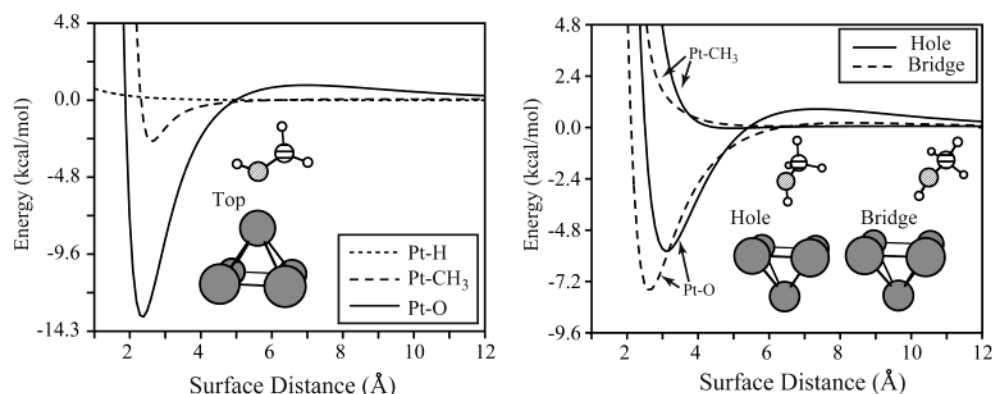 4.8
0.0
-4.8
-9.6
-14.3
Energy (kcal/mol)
Top
Pt-H
Pt-CH3
Pt-O
2 4 6 8 10 12
Surface Distance (Å)
4.8
2.4
0.0
-2.4
-4.8
-7.2
-9.6
Energy (kcal/mol)
Pt-CH3
Hole
Bridge
Hole
Bridge
Pt-O
2 4 6 8 10 12
Surface Distance (Å)